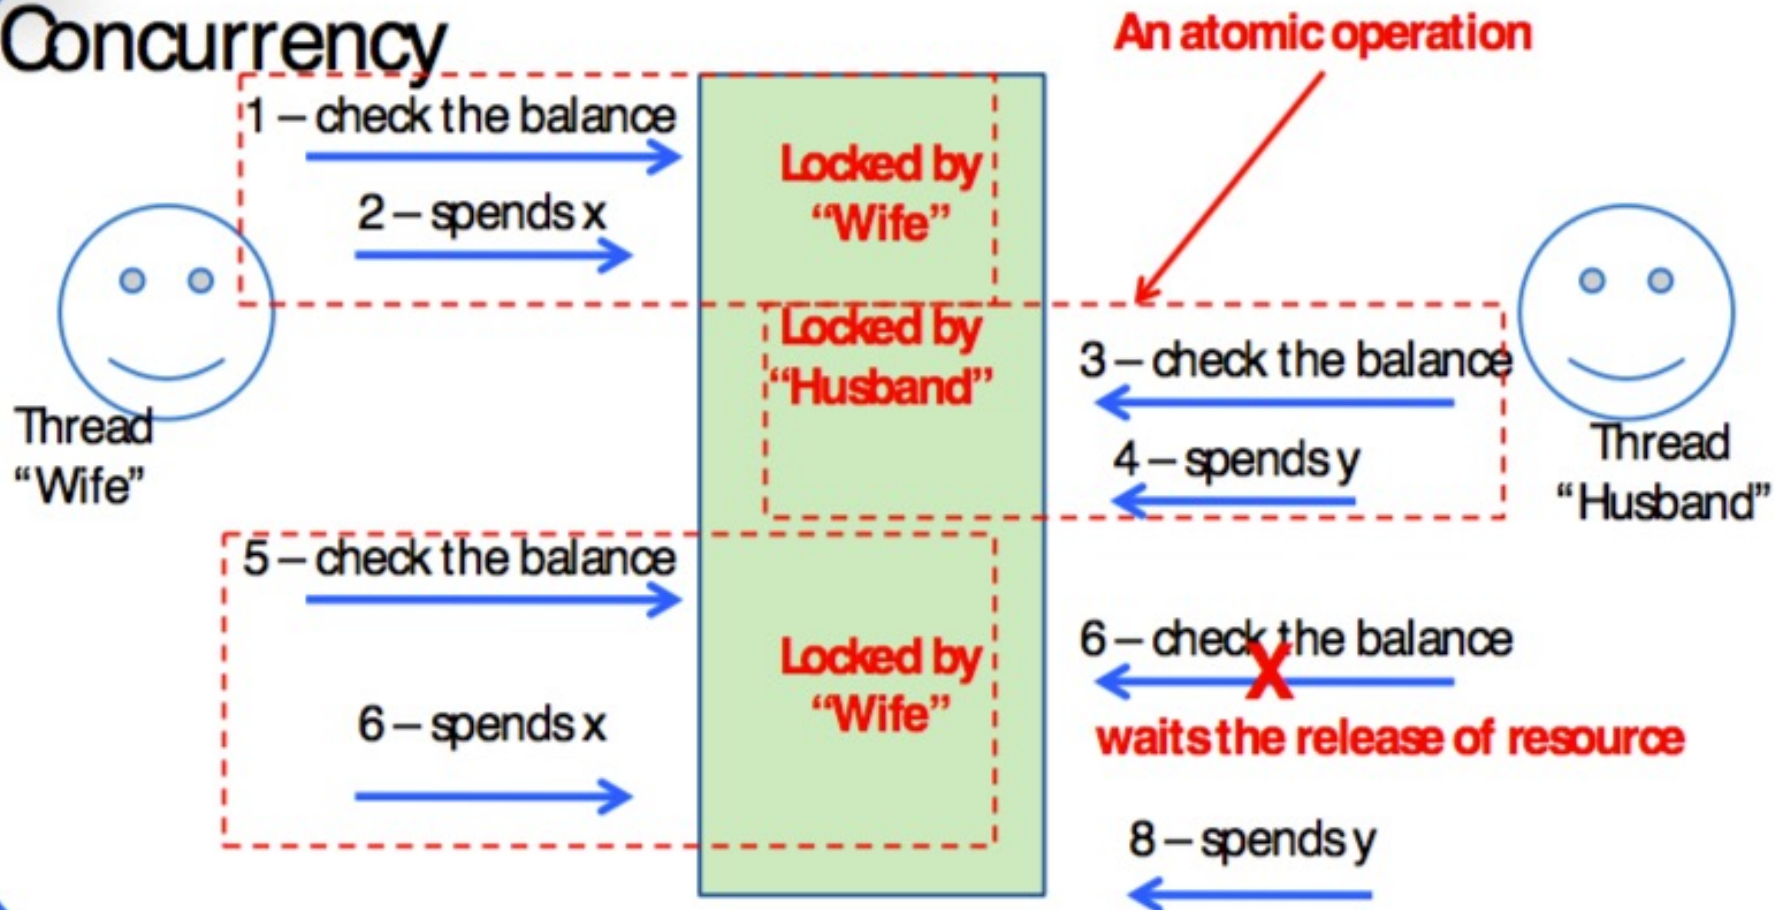 Concurrency
An atomic operation
1 – check the balance
2 – spends x
Locked by
“Wife”
Locked by
“Husband”
3 – check the balance
4 – spends y
Thread
“Wife”
Thread
“Husband”
5 – check the balance
6 – spends x
Locked by
“Wife”
6 – check the balance
X
waits the release of resource
8 – spends y